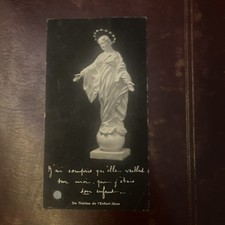 J'ai compris qu'elle veillait
sur moi, que j'étais
son enfant...
Ste Thérèse de l'Enfant-Jésus